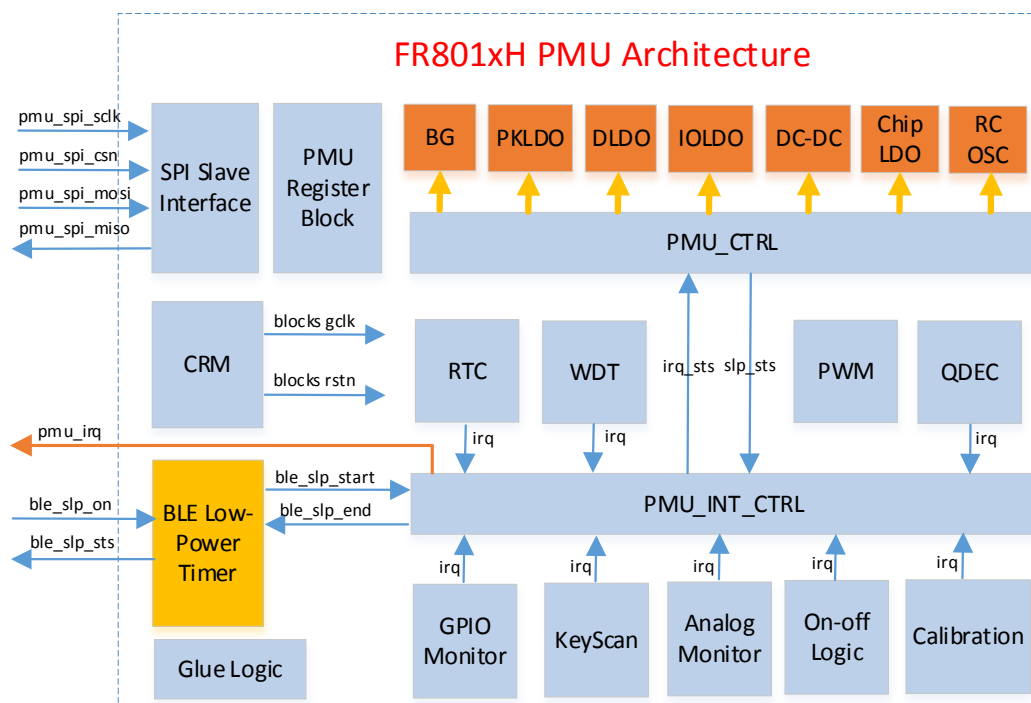 FR801xH PMU Architecture
pmu_spi_sclk
pmu_spi_csn
pmu_spi_mosi
pmu_spi_miso
SPI Slave
Interface
PMU
Register
Block
BG
PKLDO
DLDO
IOLDO
DC-DC
Chip
LDO
RC
OSC
PMU_CTRL
CRM
blocks gclk
blocks rstn
RTC
WDT
irq_sts
slp_sts
PWM
QDEC
irq
irq
irq
pmu_irq
ble_slp_on
ble_slp_sts
BLE Low-
Power
Timer
ble_slp_start
ble_slp_end
PMU_INT_CTRL
irq
irq
irq
irq
irq
GPIO
Monitor
KeyScan
Analog
Monitor
On-off
Logic
Calibration
Glue Logic